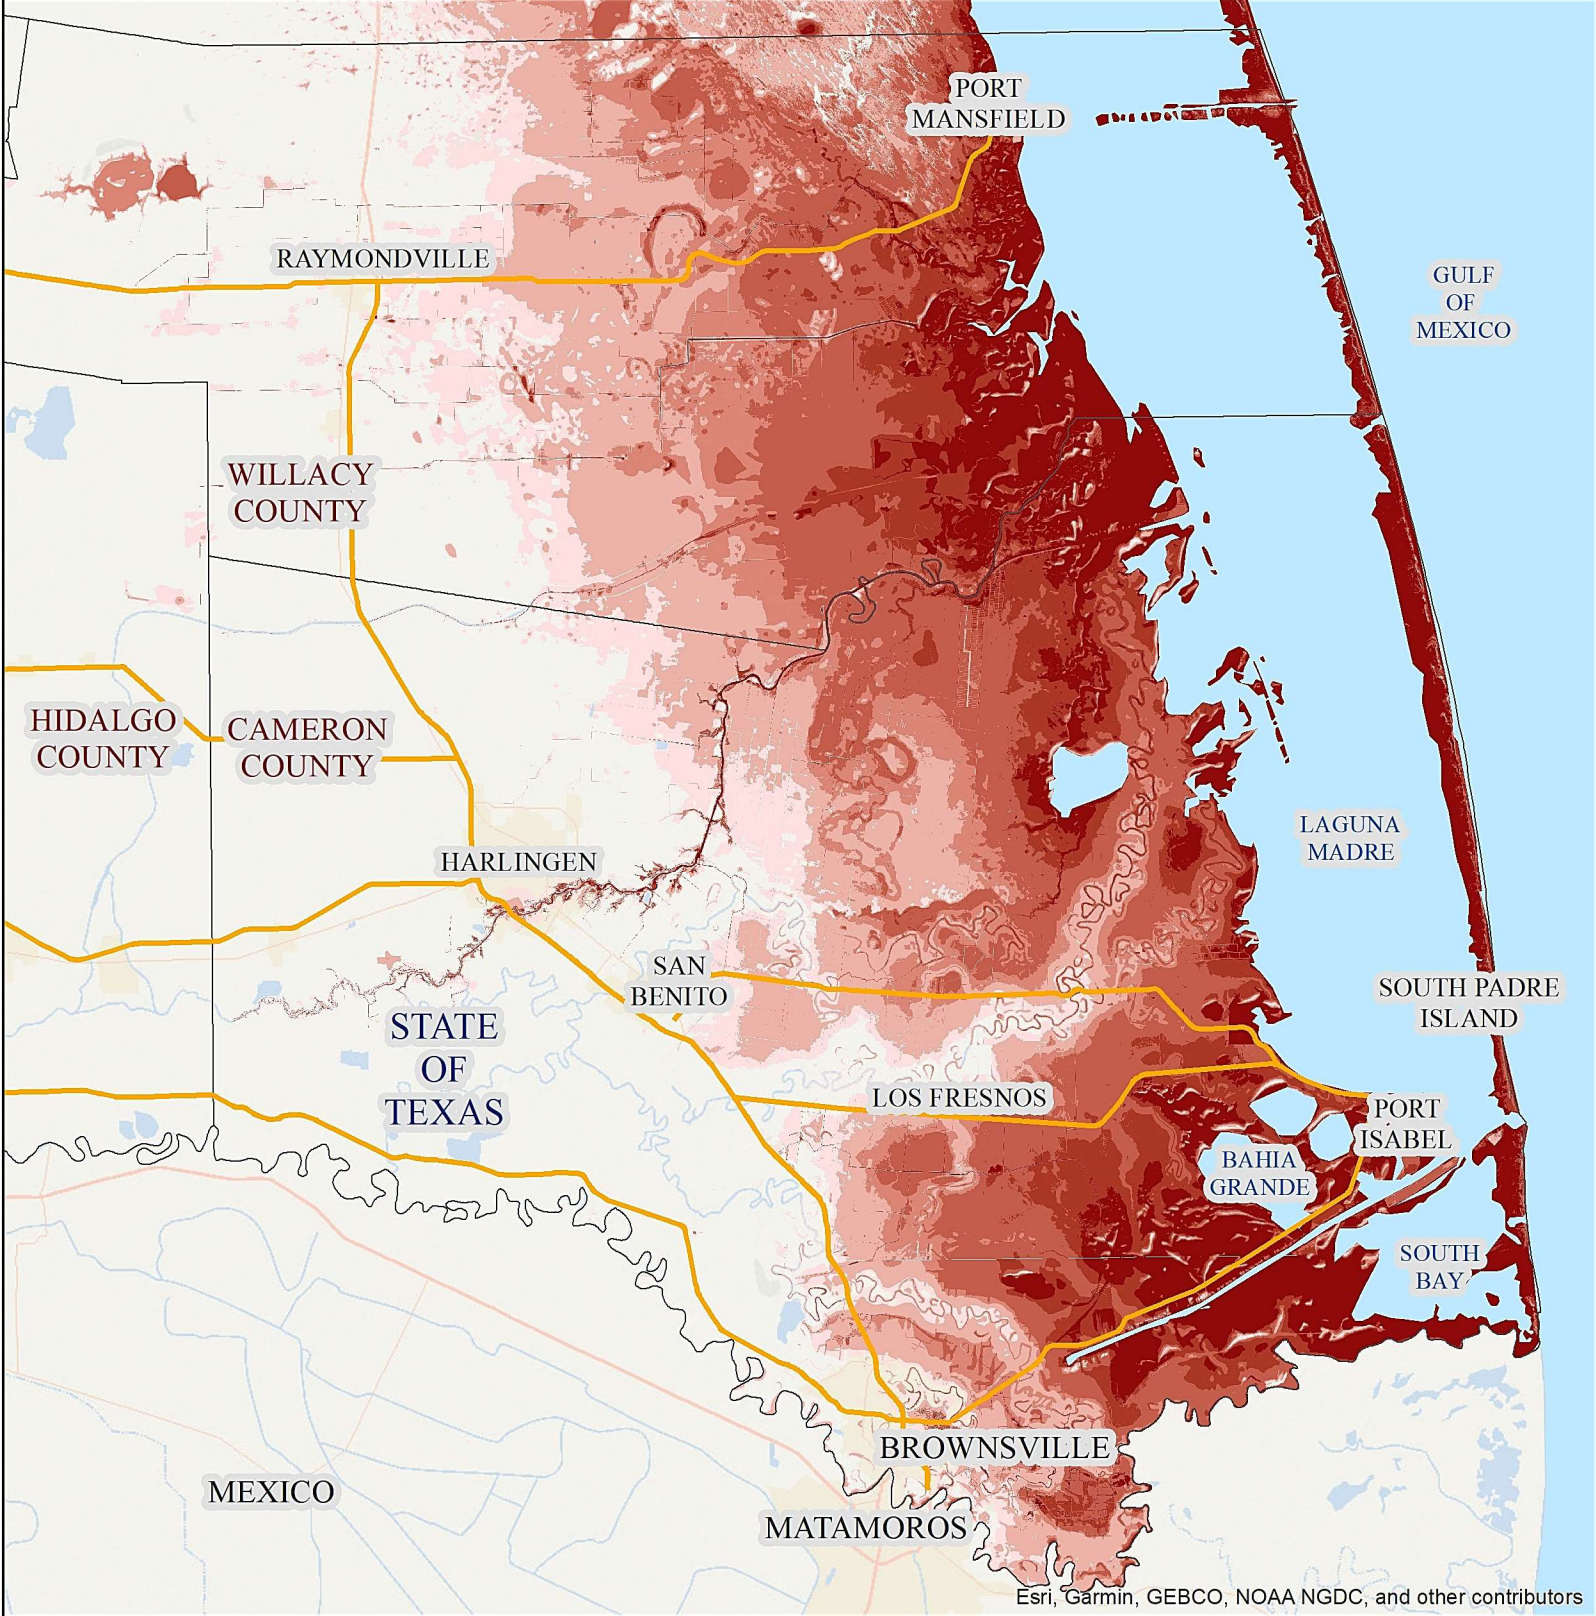 PORT
MANSFIELD
RAYMONDVILLE
GULF
OF
MEXICO
WILLACY
COUNTY
HIDALGO
COUNTY
CAMERON
COUNTY
LAGUNA
MADRE
HARLINGEN
SAN
BENITO
SOUTH PADRE
ISLAND
STATE
OF
TEXAS
LOS FRESNOS
PORT
ISABEL
BAHIA
GRANDE
SOUTH
BAY
BROWNSVILLE
MEXICO
MATAMOROS
Esri, Garmin, GEBCO, NOAA NGDC, and other contributors